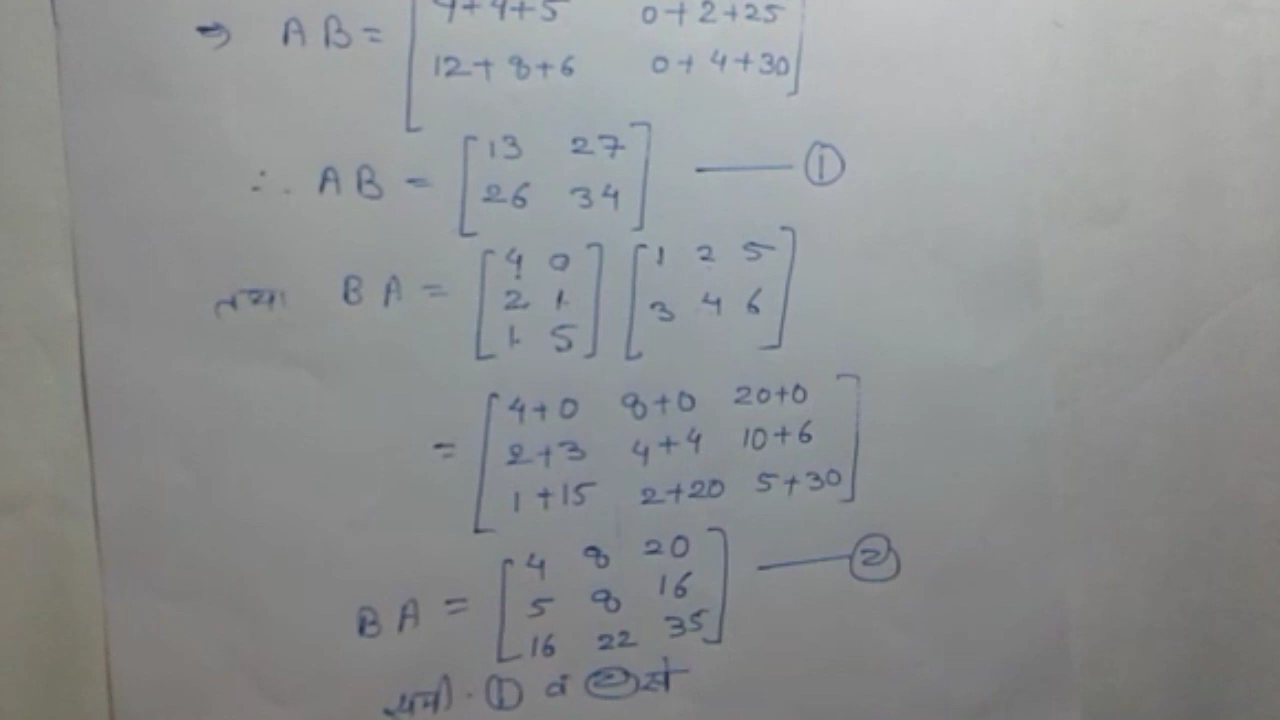 ⇒ AB = [ 4+4+5 0+2+25
12+8+6 0+4+30 ]
∴ AB = [ 13 27
26 34 ] —— ①
तथा BA = [ 4 0 ] [ 1 2 5
2 1 3 4 6 ]
1 5
= [ 4+0 8+0 20+0
2+3 4+4 10+6
1+15 2+20 5+30 ]
BA = [ 4 8 20 —— ②
5 8 16
16 22 35 ]
समी. ① व ② से